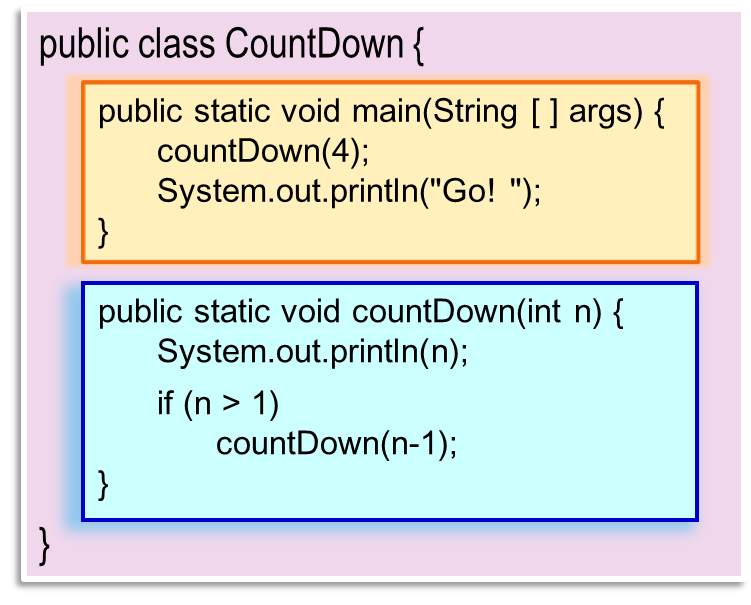 public class CountDown {
public static void main(String [ ] args) {
countDown(4);
System.out.println("Go! ");
}
public static void countDown(int n) {
System.out.println(n);
if (n > 1)
countDown(n-1);
}
}